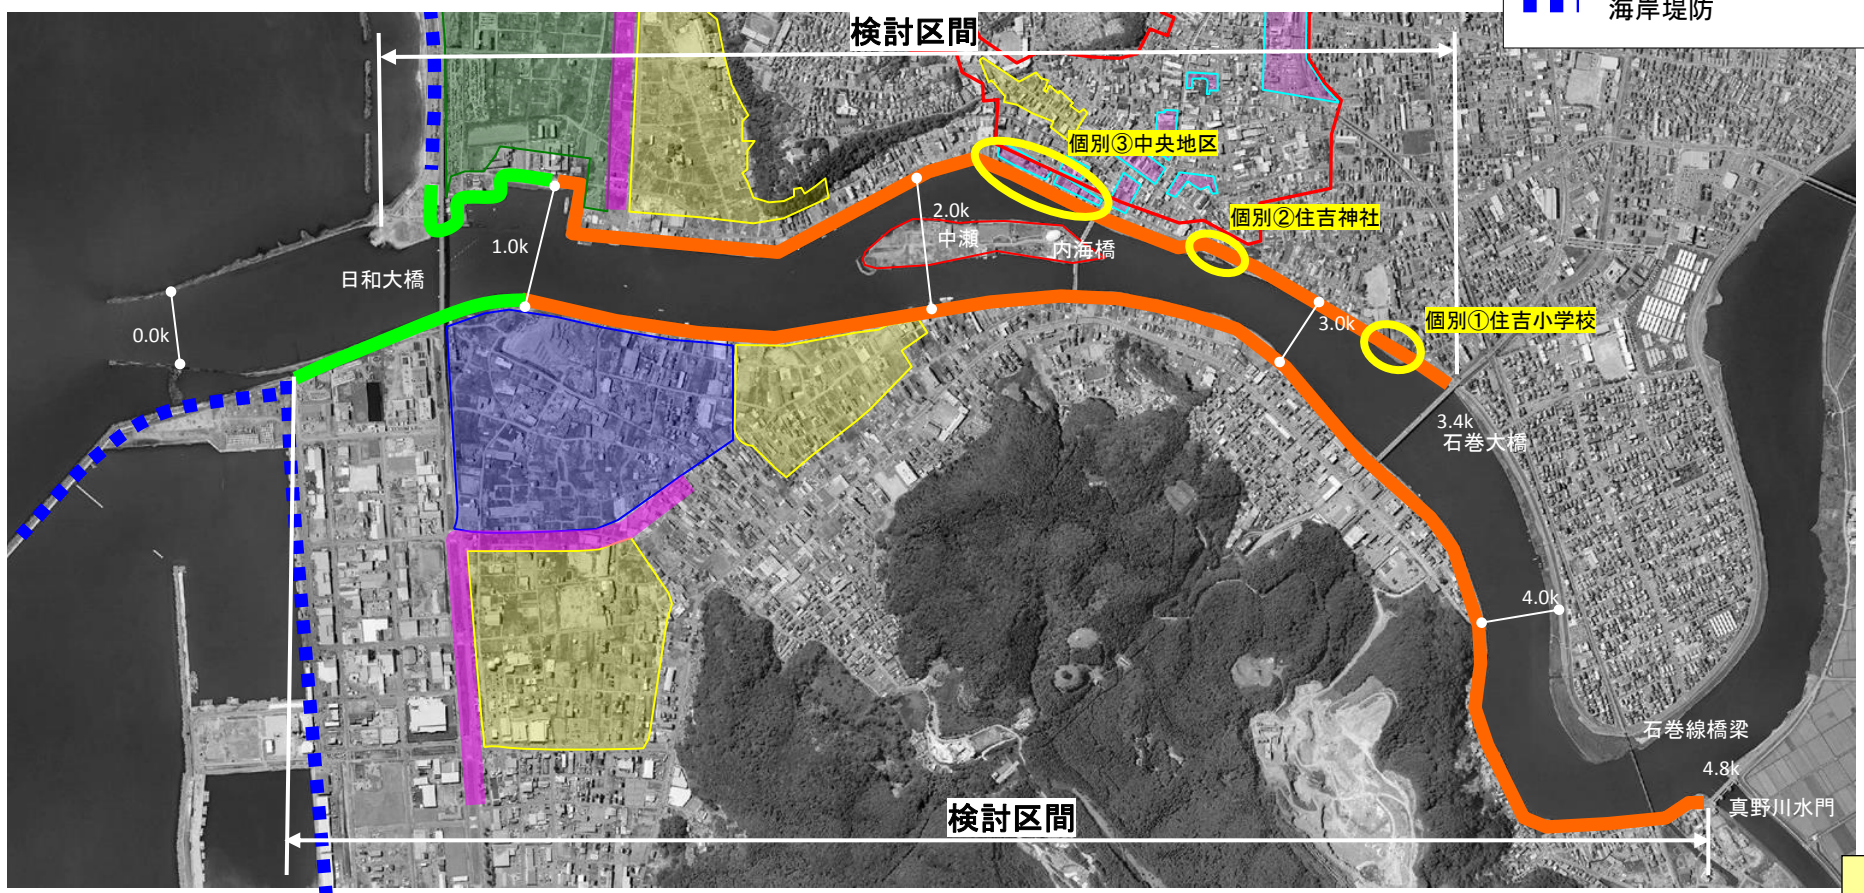 海岸堤防
検討区間
個別③中央地区
2.0k
中瀬
内海橋
個別②住吉神社
1.0k
日和大橋
0.0k
3.0k
個別①住吉小学校
3.4k
石巻大橋
4.0k
石巻線橋梁
4.8k
真野川水門
検討区間